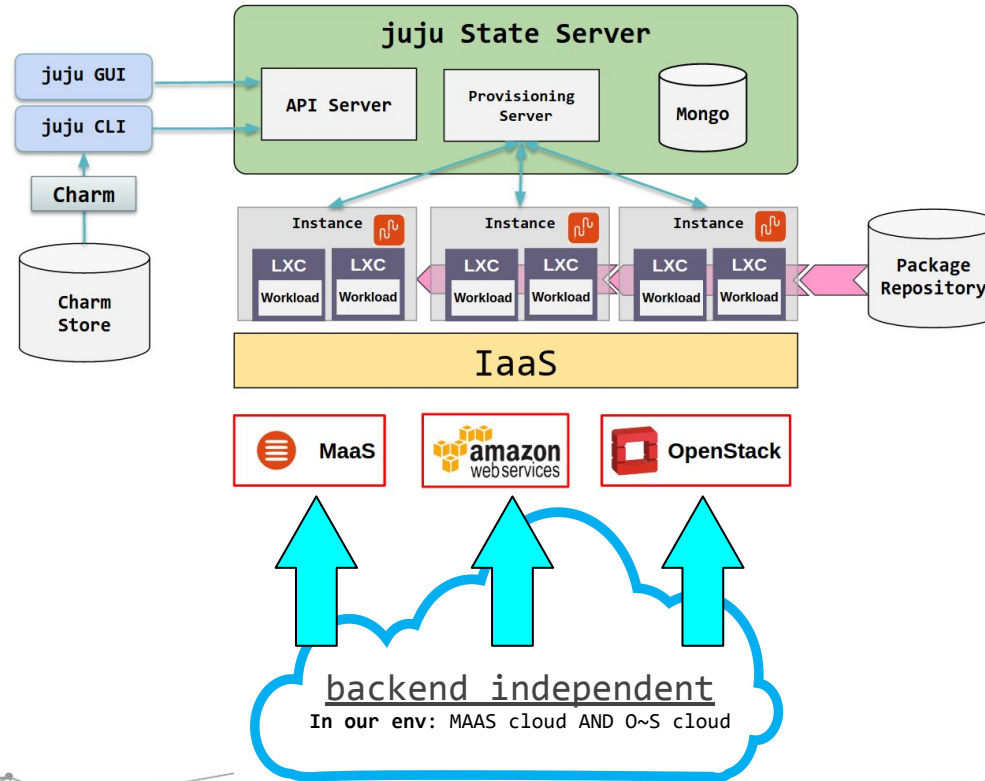 juju State Server
juju GUI
juju CLI
API Server
Provisioning
Server
Mongo
Charm
Charm
Store
Instance
LXC
Workload
LXC
Workload
Instance
LXC
Workload
LXC
Workload
Instance
LXC
Workload
LXC
Workload
Package
Repository
IaaS
MaaS
amazon
webservices
OpenStack
backend independent
In our env: MAAS cloud AND O~S cloud